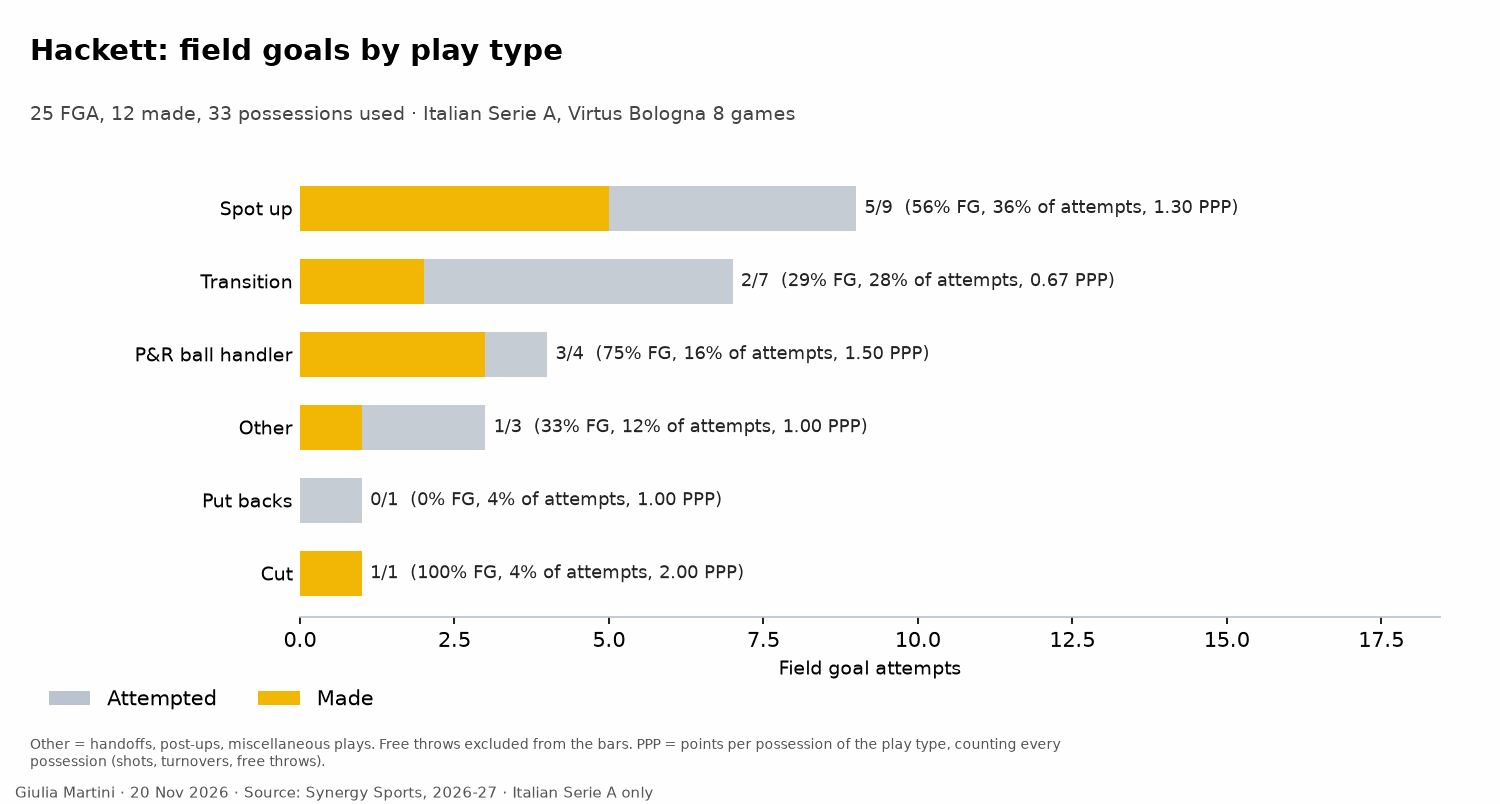 Hackett: field goals by play type
25 FGA, 12 made, 33 possessions used · Italian Serie A, Virtus Bologna 8 games
Spot up
5/9  (56% FG, 36% of attempts, 1.30 PPP)
Transition
2/7  (29% FG, 28% of attempts, 0.67 PPP)
P&R ball handler
3/4  (75% FG, 16% of attempts, 1.50 PPP)
Other
1/3  (33% FG, 12% of attempts, 1.00 PPP)
Put backs
0/1  (0% FG, 4% of attempts, 1.00 PPP)
Cut
1/1  (100% FG, 4% of attempts, 2.00 PPP)
0.0 2.5 5.0 7.5 10.0 12.5 15.0 17.5
Field goal attempts
Attempted Made
Other = handoffs, post-ups, miscellaneous plays. Free throws excluded from the bars. PPP = points per possession of the play type, counting every
possession (shots, turnovers, free throws).
Giulia Martini · 20 Nov 2026 · Source: Synergy Sports, 2026-27 · Italian Serie A only